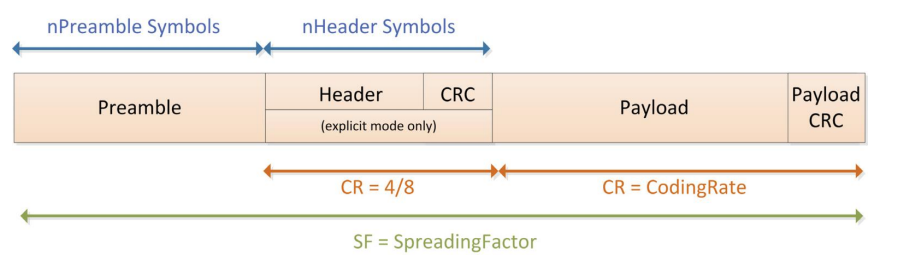 nPreamble Symbols
nHeader Symbols
Preamble
Header
CRC
(explicit mode only)
Payload
Payload
CRC
CR = 4/8
CR = CodingRate
SF = SpreadingFactor